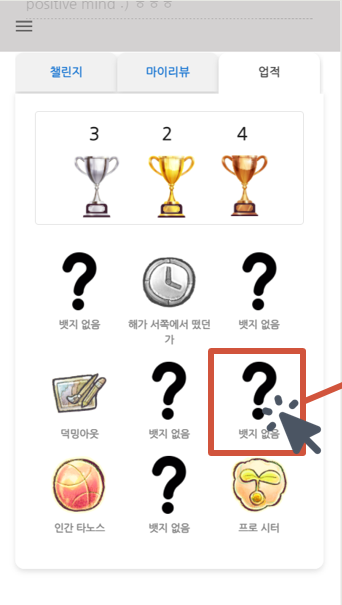 positive mind :) ㅎㅎㅎ
챌린지 마이리뷰 업적
3 2 4
? ?
뱃지 없음 해가 서쪽에서 떴던가 뱃지 없음
? ?
덕밍아웃 뱃지 없음 뱃지 없음
?
인간 타노스 뱃지 없음 프로 시터